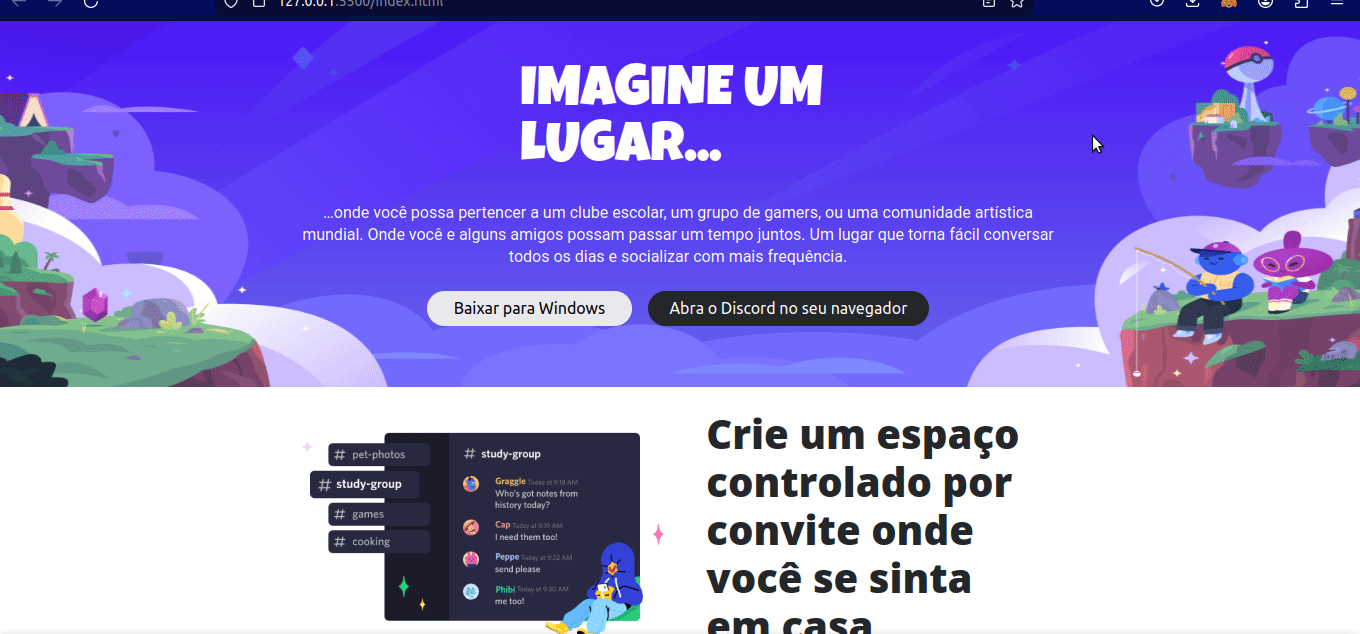 127.0.0.1:5500/index.html
IMAGINE UM
LUGAR...
...onde você possa pertencer a um clube escolar, um grupo de gamers, ou uma comunidade artística
mundial. Onde você e alguns amigos possam passar um tempo juntos. Um lugar que torna fácil conversar
todos os dias e socializar com mais frequência.
Baixar para Windows
Abra o Discord no seu navegador
# pet-photos
# study-group
# games
# cooking
# study-group
Graggle Today at 9:18 AM
Who's got notes from
history today?
Cap Today at 9:19 AM
I need them too!
Peppe Today at 9:22 AM
send please
Phibi Today at 9:30 AM
me too!
Crie um espaço
controlado por
convite onde
você se sinta
em casa